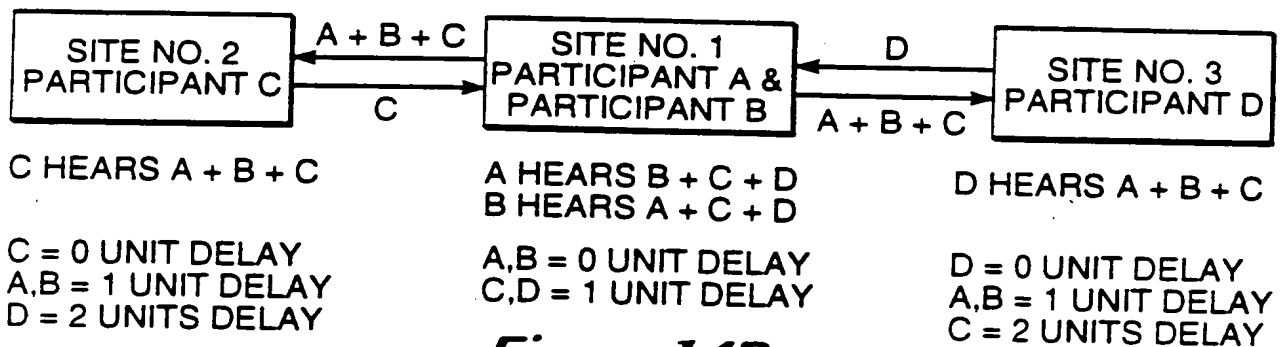 SITE NO. 2
PARTICIPANT C
A + B + C
C
SITE NO. 1
PARTICIPANT A &
PARTICIPANT B
D
A + B + C
SITE NO. 3
PARTICIPANT D
C HEARS A + B + C
C = 0 UNIT DELAY
A,B = 1 UNIT DELAY
D = 2 UNITS DELAY
A HEARS B + C + D
B HEARS A + C + D
A,B = 0 UNIT DELAY
C,D = 1 UNIT DELAY
D HEARS A + B + C
D = 0 UNIT DELAY
A,B = 1 UNIT DELAY
C = 2 UNITS DELAY